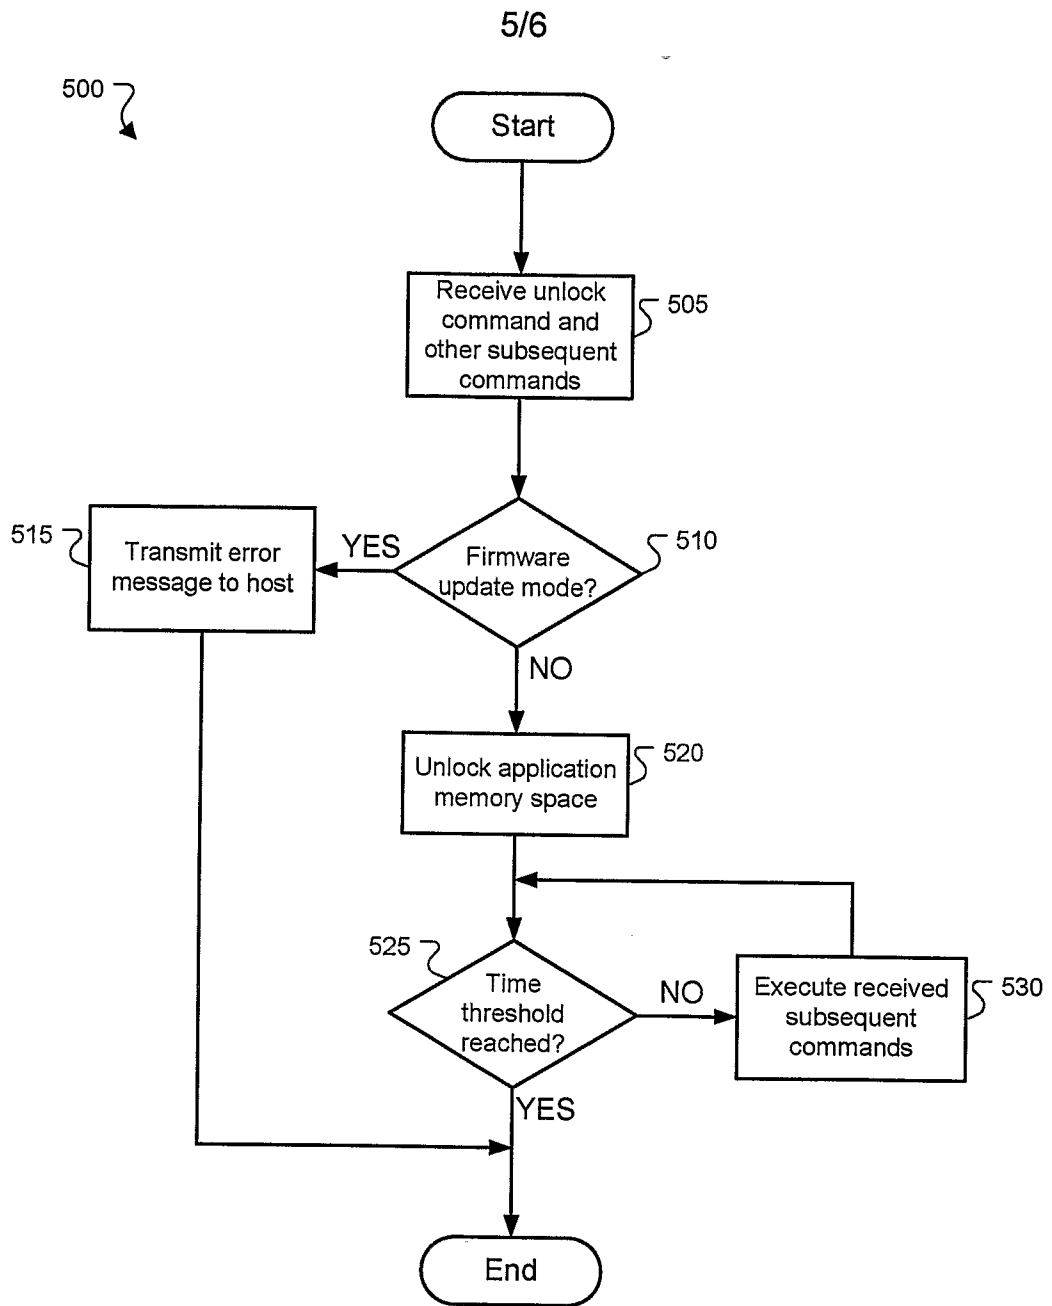 5/6
500
Start
Receive unlock
command and
other subsequent
commands
505
Firmware
update mode?
510
YES
515
Transmit error
message to host
NO
Unlock application
memory space
520
525
Time
threshold
reached?
NO
Execute received
subsequent
commands
530
YES
End